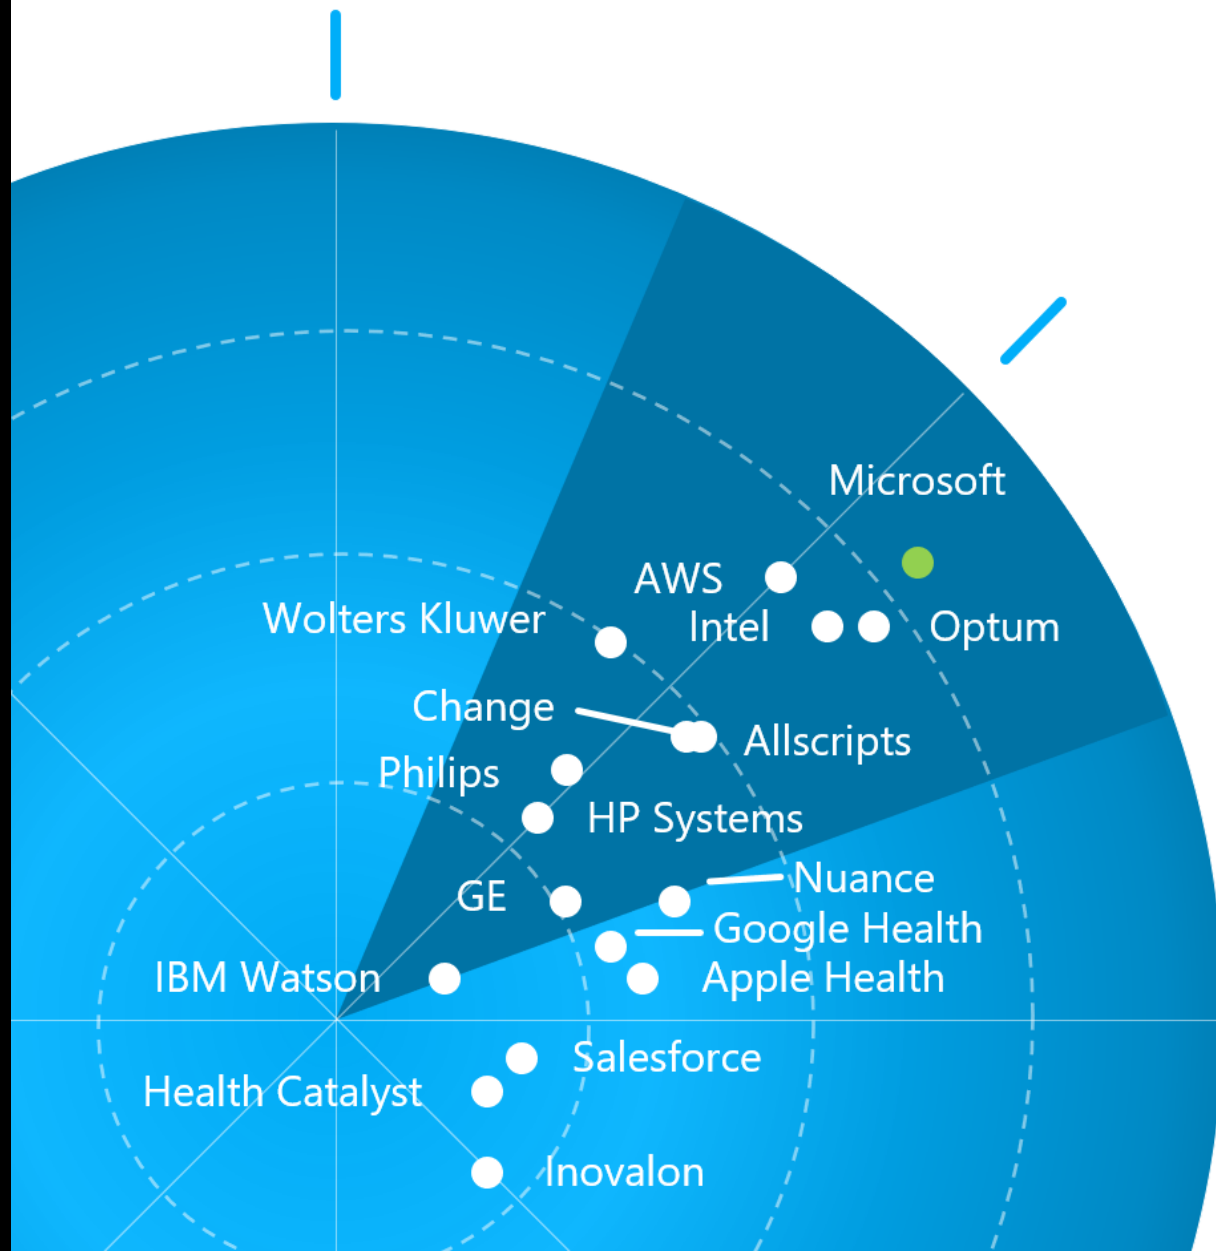 Microsoft
AWS
Intel
Optum
Wolters Kluwer
Change
Allscripts
Philips
HP Systems
Nuance
GE
Google Health
IBM Watson
Apple Health
Salesforce
Health Catalyst
Inovalon